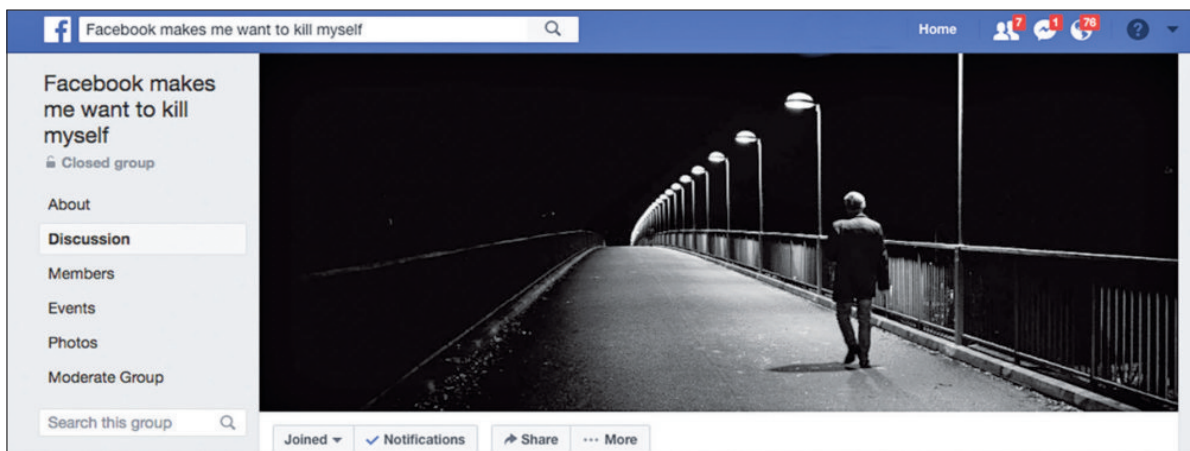 f Facebook makes me want to kill myself Home 7 1 76 ?
Facebook makes
me want to kill
myself
Closed group
About
Discussion
Members
Events
Photos
Moderate Group
Search this group
Joined Notifications Share ... More